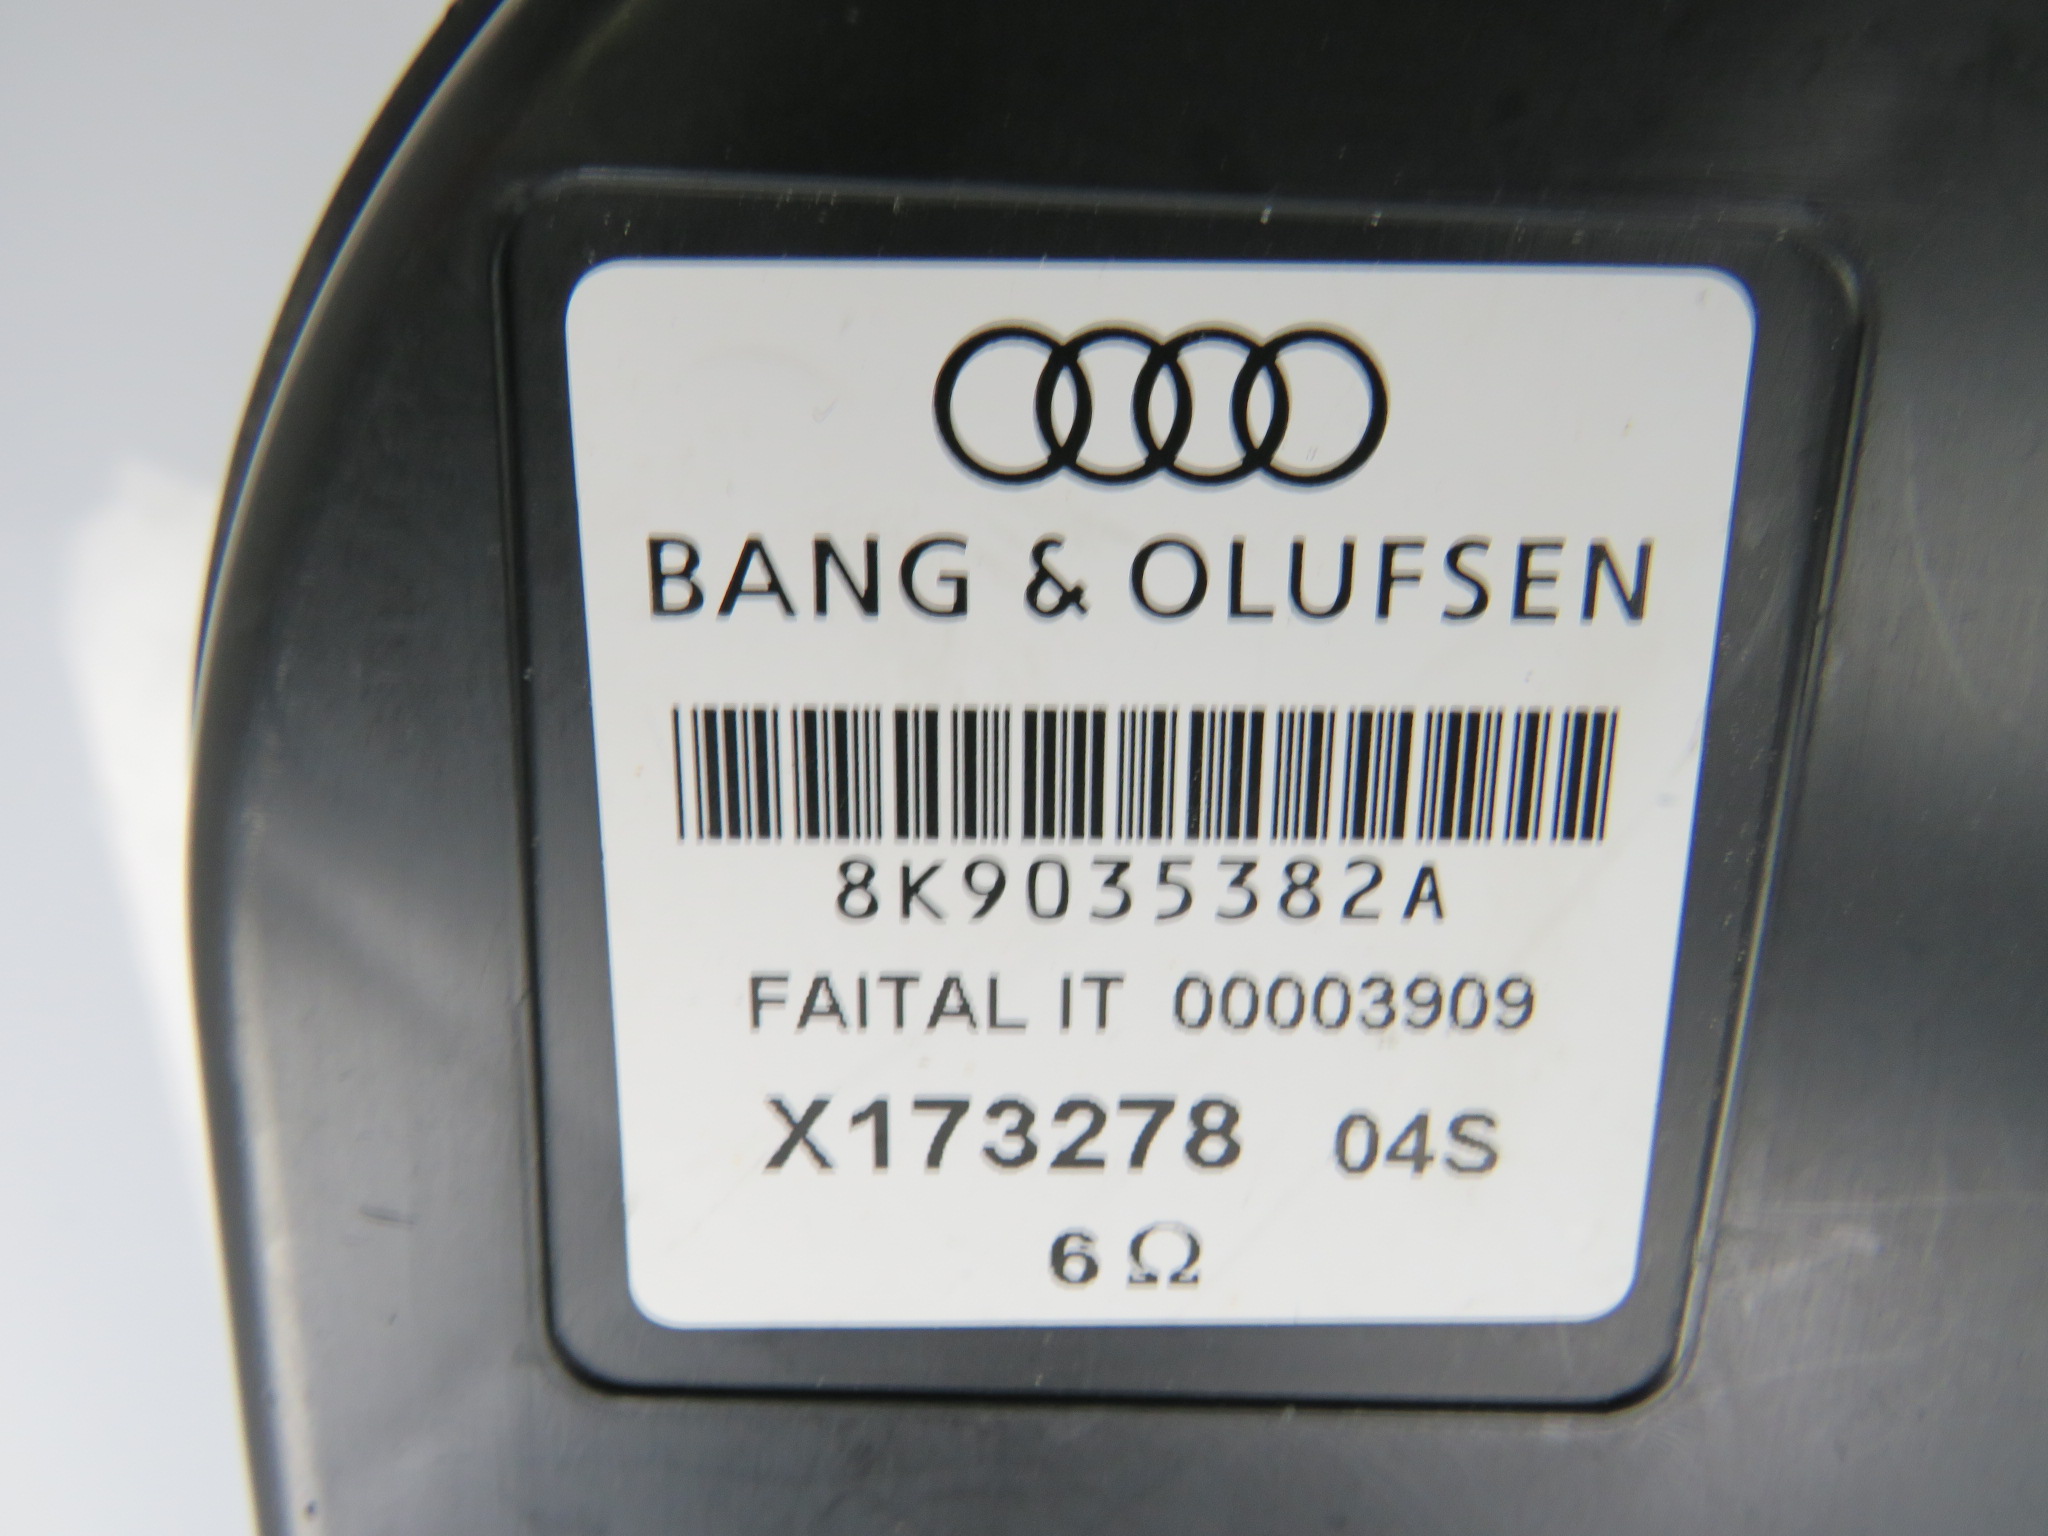 BANG & OLUFSEN
8K9035382A
FAITAL IT 00003909
X173278 04S
6 Ω